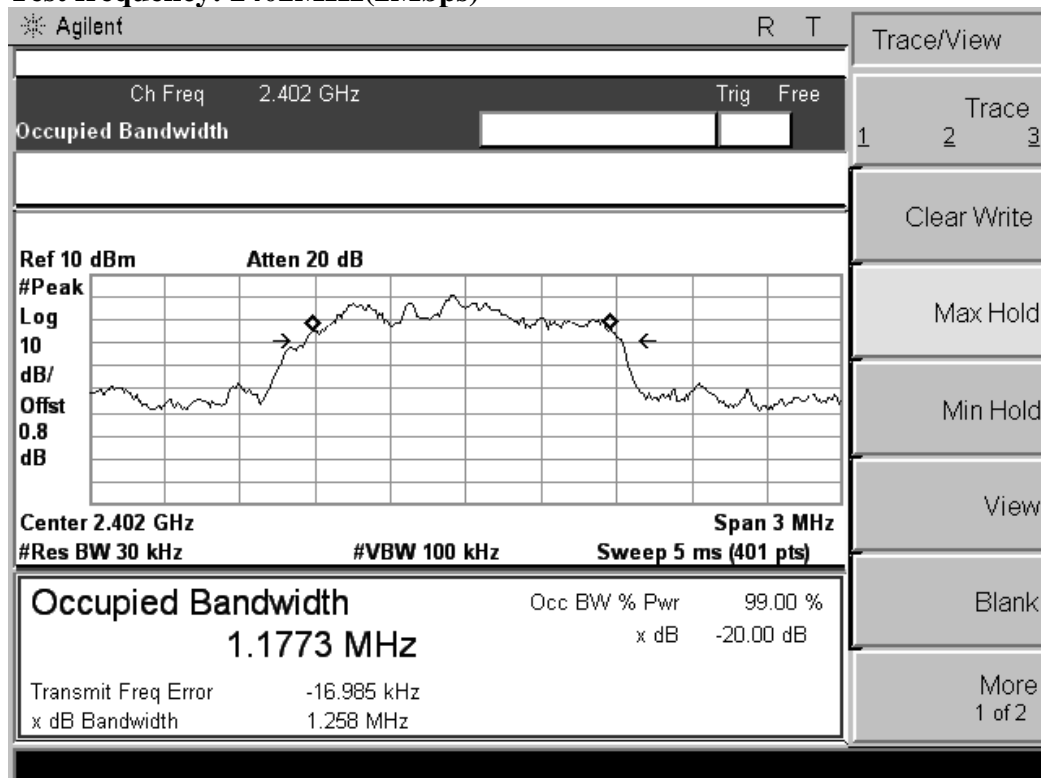 Test frequency: 2402MHz(2Mbps)
Agilent R T
Trace/View
Ch Freq 2.402 GHz Trig Free
Occupied Bandwidth
Trace
1 2 3
Clear Write
Ref 10 dBm Atten 20 dB
#Peak
Log
10
dB/
Offst
0.8
dB
Max Hold
Min Hold
View
Center 2.402 GHz Span 3 MHz
#Res BW 30 kHz #VBW 100 kHz Sweep 5 ms (401 pts)
Occupied Bandwidth Occ BW % Pwr 99.00 %
1.1773 MHz x dB -20.00 dB
Transmit Freq Error -16.985 kHz
x dB Bandwidth 1.258 MHz
Blank
More
1 of 2